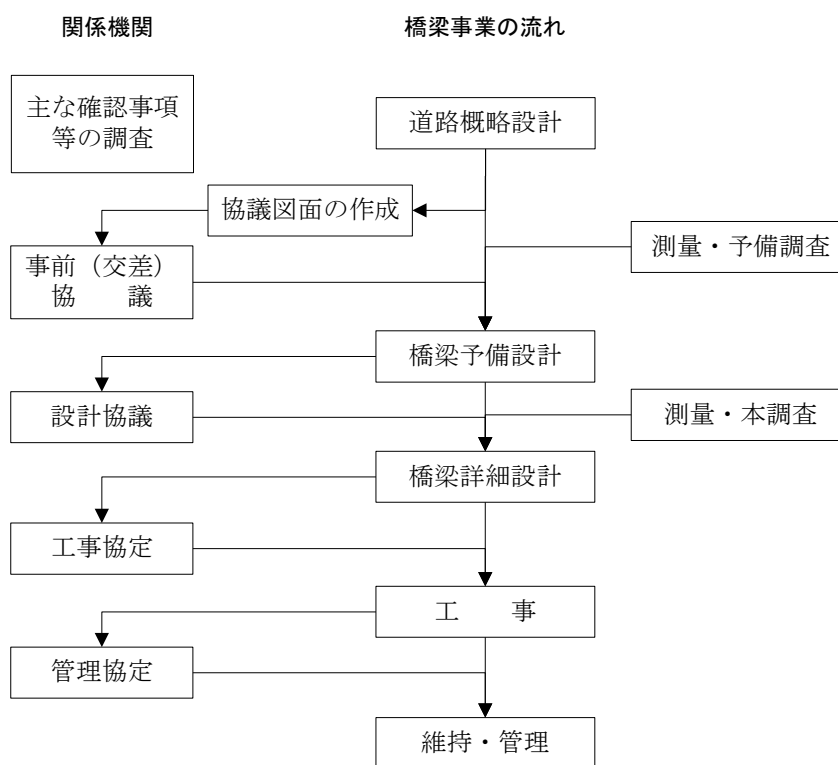 関係機関
橋梁事業の流れ
主な確認事項
等の調査
道路概略設計
協議図面の作成
測量・予備調査
事前（交差）
協　　議
橋梁予備設計
設計協議
測量・本調査
橋梁詳細設計
工事協定
工　　事
管理協定
維持・管理